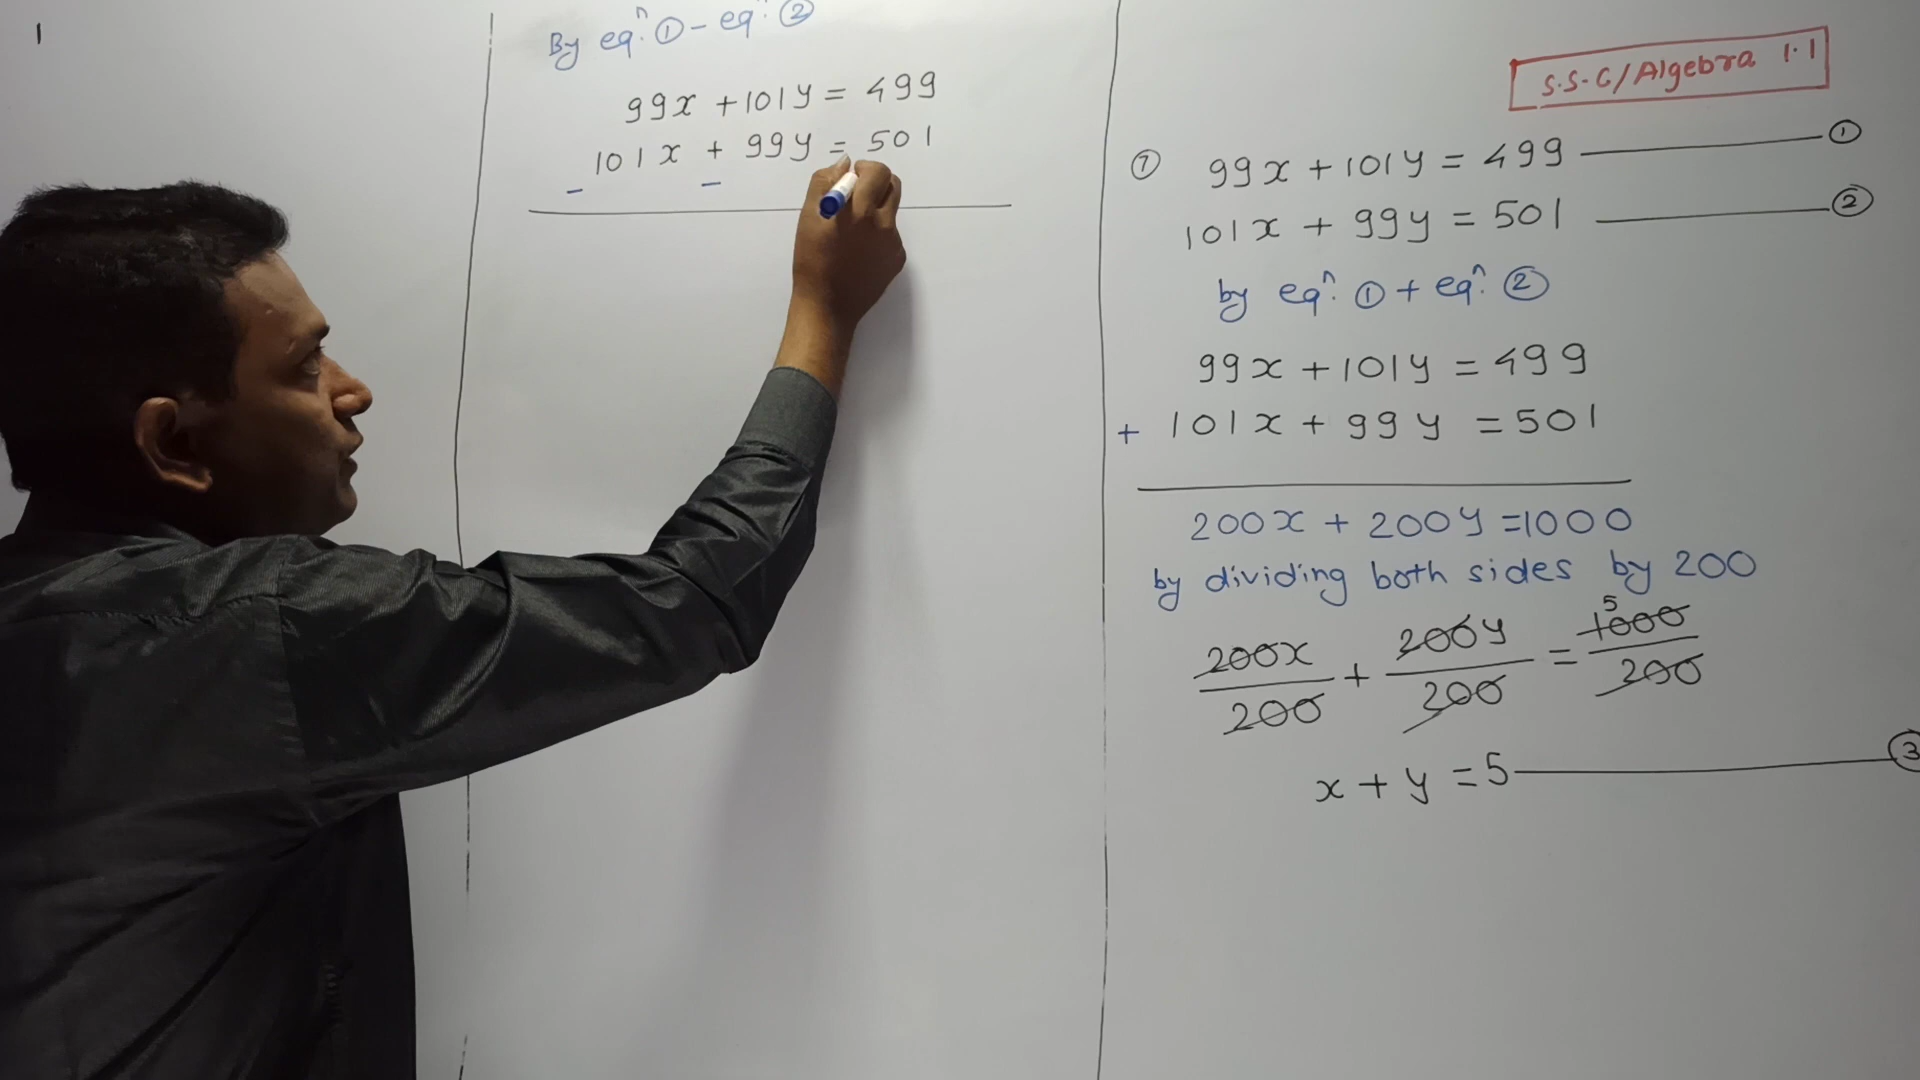 S.S.C/Algebra 1.1
⑦ 99x + 101y = 499 ①
101x + 99y = 501 ②
by eqⁿ. ① + eqⁿ. ②
99x + 101y = 499
+ 101x + 99y = 501
200x + 200y = 1000
by dividing both sides by 200
200x/200 + 200y/200 = 1000/200 5
x + y = 5 ③
By eqⁿ. ① - eqⁿ. ②
99x + 101y = 499
101x + 99y = 501
- -